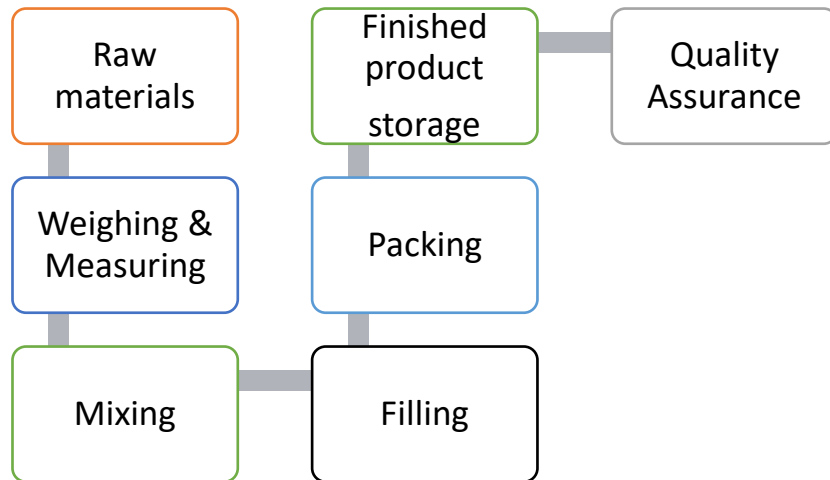 Raw
materials
Weighing &
Measuring
Mixing
Filling
Packing
Finished
product
storage
Quality
Assurance